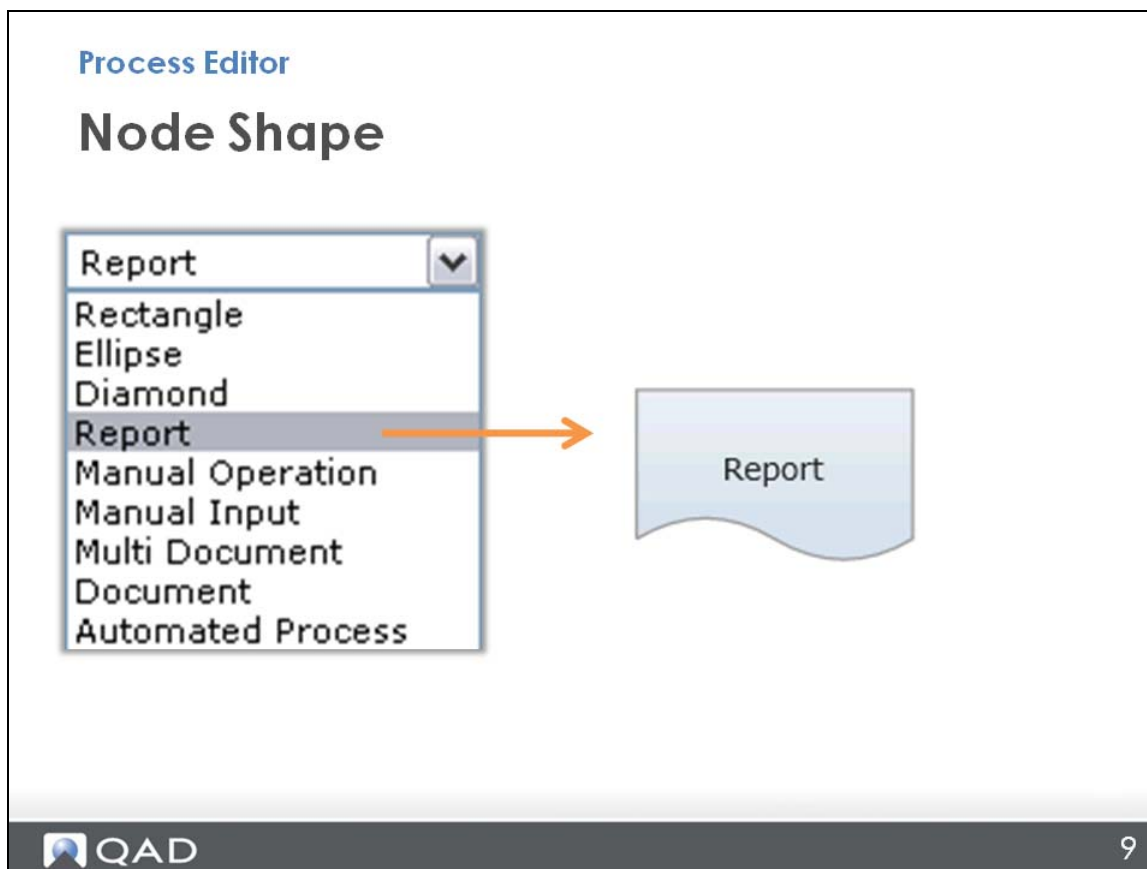 Process Editor
Node Shape
Report
Rectangle
Ellipse
Diamond
Report
Manual Operation
Manual Input
Multi Document
Document
Automated Process
Report
QAD
9